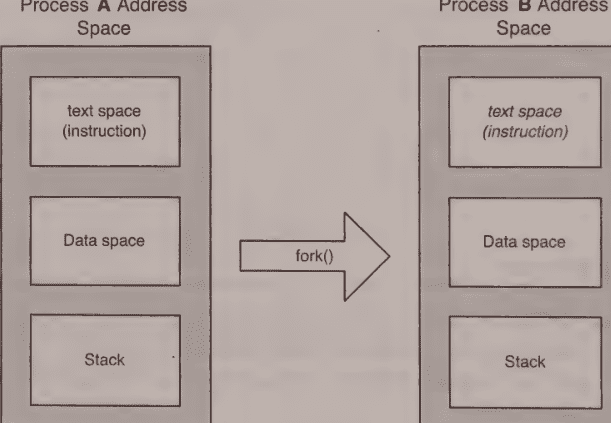 Process A Address
Space
text space
(instruction)
Data space
Stack
fork()
Process B Address
Space
text space
(instruction)
Data space
Stack